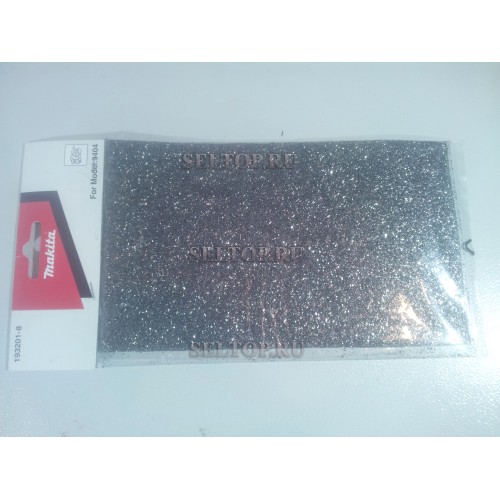 For Model:9404
makita
193201-8
SELTOP.RU
SELTOP.RU
SELTOP.RU